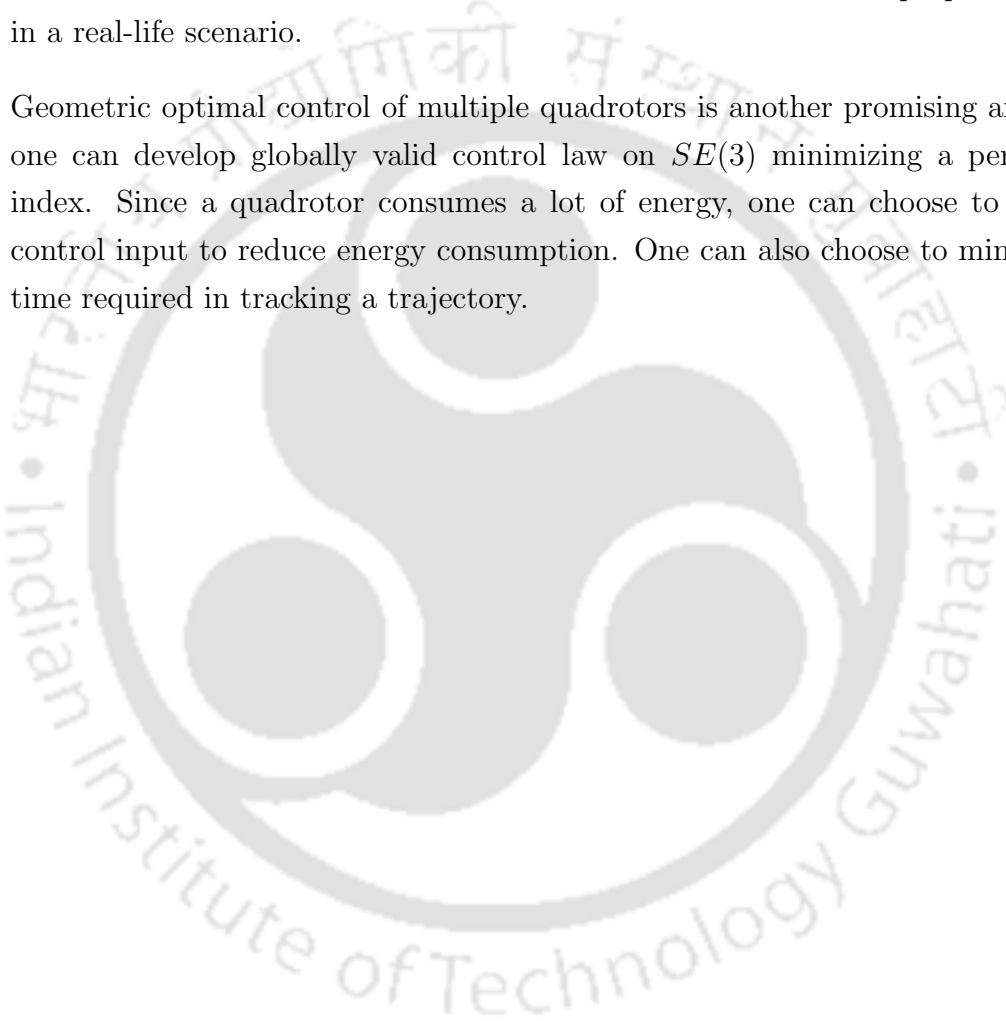 in a real-life scenario.
Geometric optimal control of multiple quadrotors is another promising
one can develop globally valid control law on SE(3) minimizing a
index. Since a quadrotor consumes a lot of energy, one can choose to
control input to reduce energy consumption. One can also choose to
time required in tracking a trajectory.
भारतीय प्रौद्योगिकी संस्थान गुवाहाटी
• Indian Institute of Technology Guwahati •